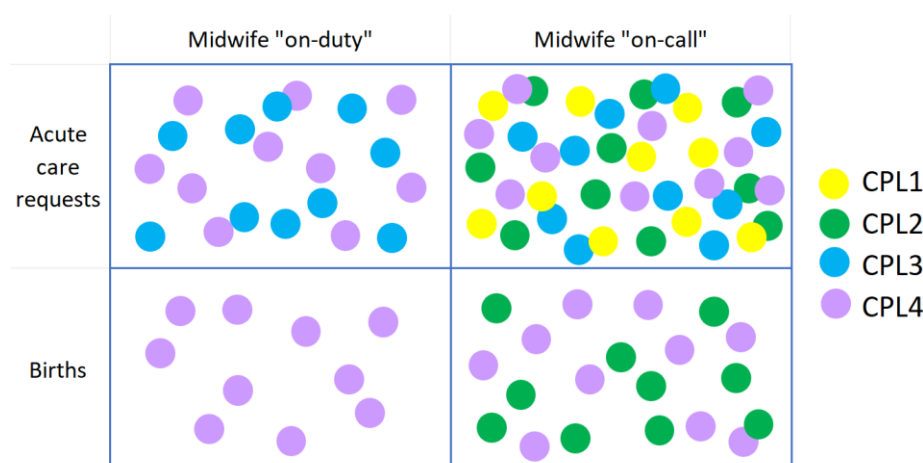 Midwife "on-duty"
Midwife "on-call"
Acute
care
requests
Births
CPL1
CPL2
CPL3
CPL4